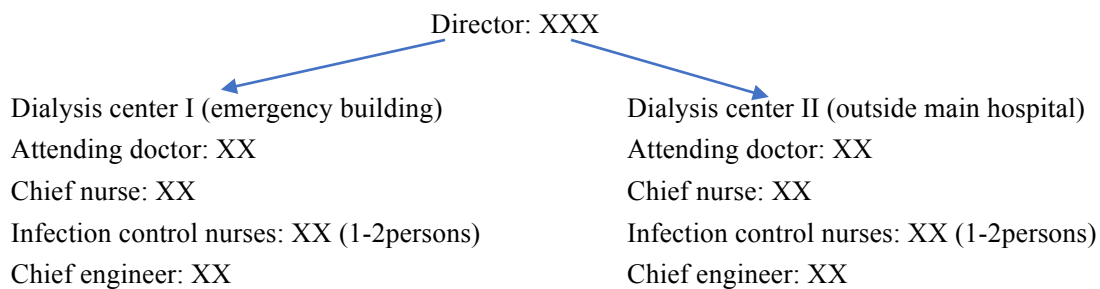 Director: XXX
Dialysis center I (emergency building)
Attending doctor: XX
Chief nurse: XX
Infection control nurses: XX (1-2persons)
Chief engineer: XX
Dialysis center II (outside main hospital)
Attending doctor: XX
Chief nurse: XX
Infection control nurses: XX (1-2persons)
Chief engineer: XX